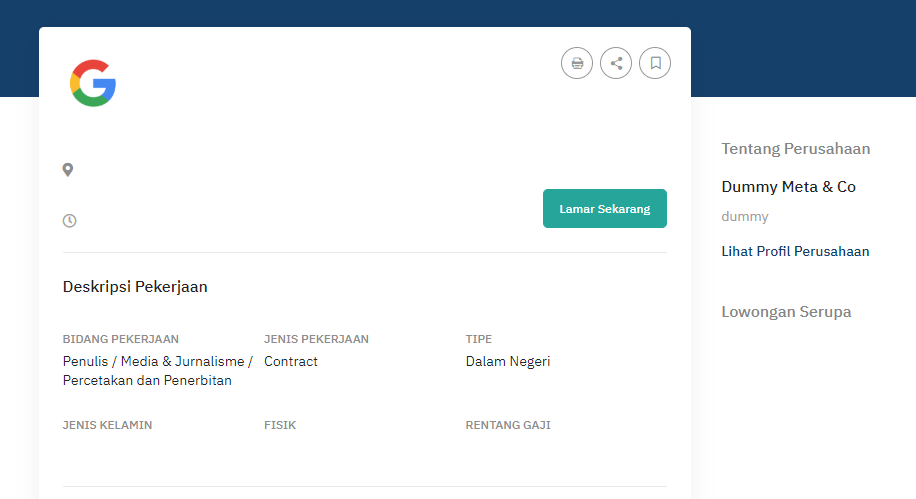 Tentang Perusahaan
Dummy Meta & Co
dummy
Lihat Profil Perusahaan
Lowongan Serupa
Lamar Sekarang
Deskripsi Pekerjaan
BIDANG PEKERJAAN
Penulis / Media & Jurnalisme /
Percetakan dan Penerbitan
JENIS PEKERJAAN
Contract
TIPE
Dalam Negeri
JENIS KELAMIN
FISIK
RENTANG GAJI